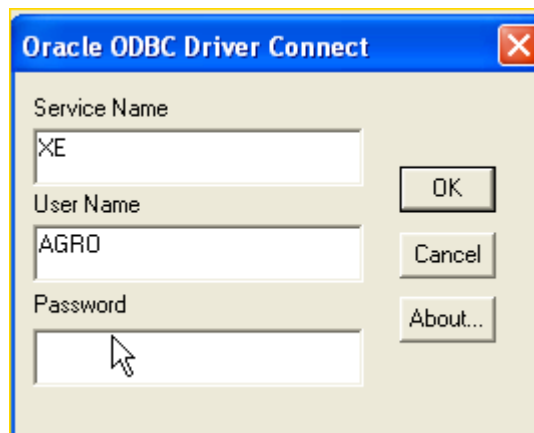 Oracle ODBC Driver Connect
Service Name
XE
OK
User Name
AGRO
Cancel
Password
About...